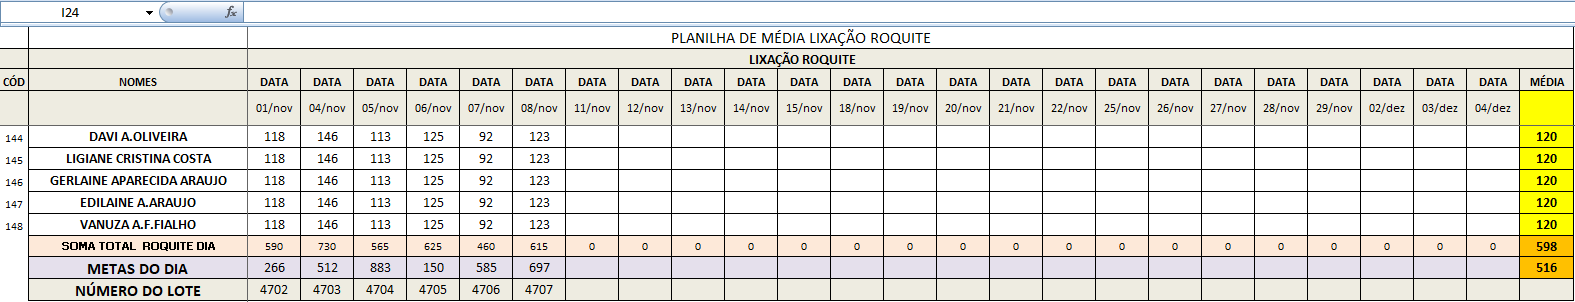 I24 fx
PLANILHA DE MÉDIA LIXAÇÃO ROQUITE
LIXAÇÃO ROQUITE
CÓD NOMES DATA DATA DATA DATA DATA DATA DATA DATA DATA DATA DATA DATA DATA DATA DATA DATA DATA DATA DATA DATA DATA DATA DATA DATA MÉDIA
01/nov 04/nov 05/nov 06/nov 07/nov 08/nov 11/nov 12/nov 13/nov 14/nov 15/nov 18/nov 19/nov 20/nov 21/nov 22/nov 25/nov 26/nov 27/nov 28/nov 29/nov 02/dez 03/dez 04/dez
144 DAVI A.OLIVEIRA 118 146 113 125 92 123 120
145 LIGIANE CRISTINA COSTA 118 146 113 125 92 123 120
146 GERLAINE APARECIDA ARAUJO 118 146 113 125 92 123 120
147 EDILAINE A.ARAUJO 118 146 113 125 92 123 120
148 VANUZA A.F.FIALHO 118 146 113 125 92 123 120
SOMA TOTAL ROQUITE DIA 590 730 565 625 460 615 0 0 0 0 0 0 0 0 0 0 0 0 0 0 0 0 0 0 598
METAS DO DIA 266 512 883 150 585 697 516
NÚMERO DO LOTE 4702 4703 4704 4705 4706 4707